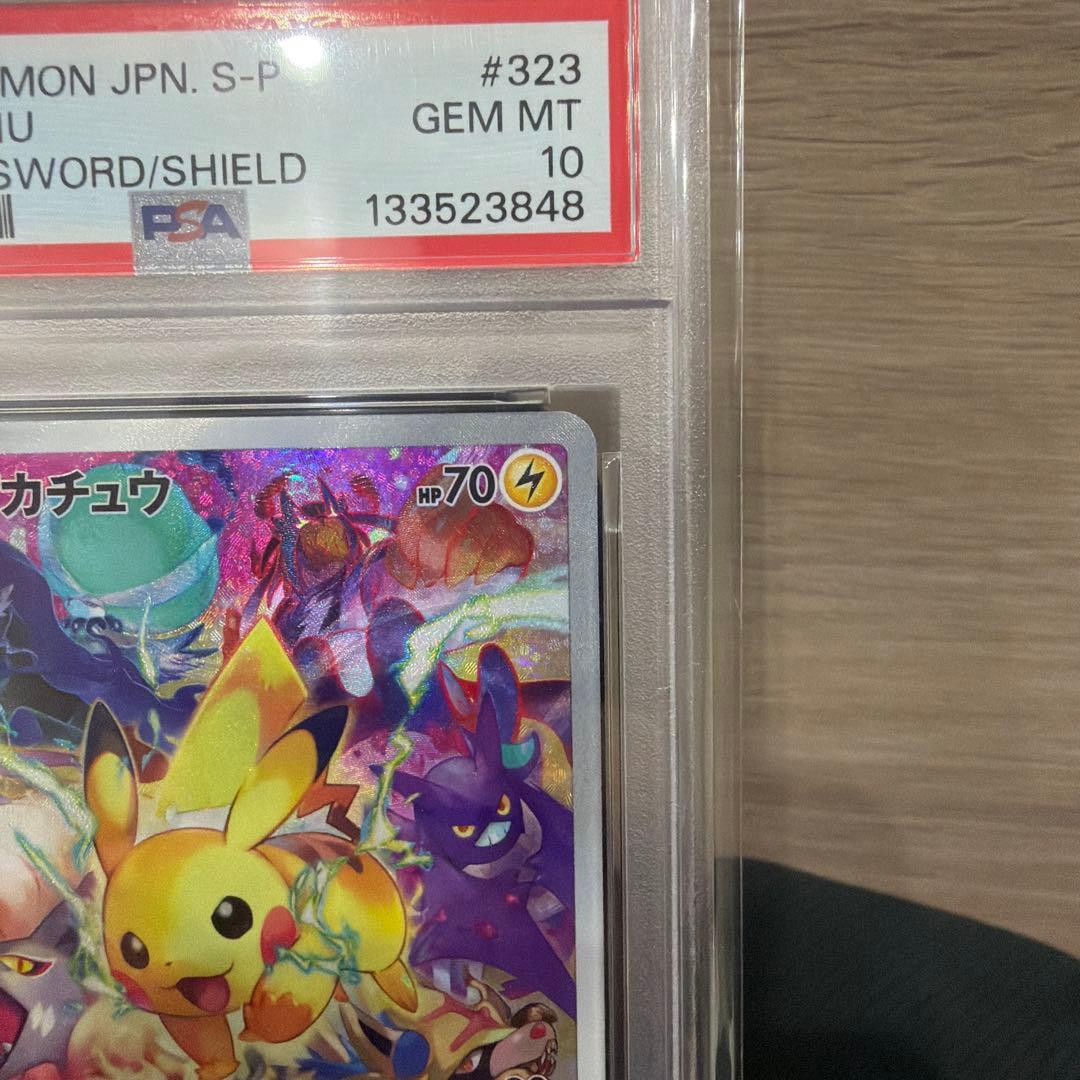 MON JPN. S-P #323
IU GEM MT
SWORD/SHIELD 10
PSA 133523848
カチュウ HP70